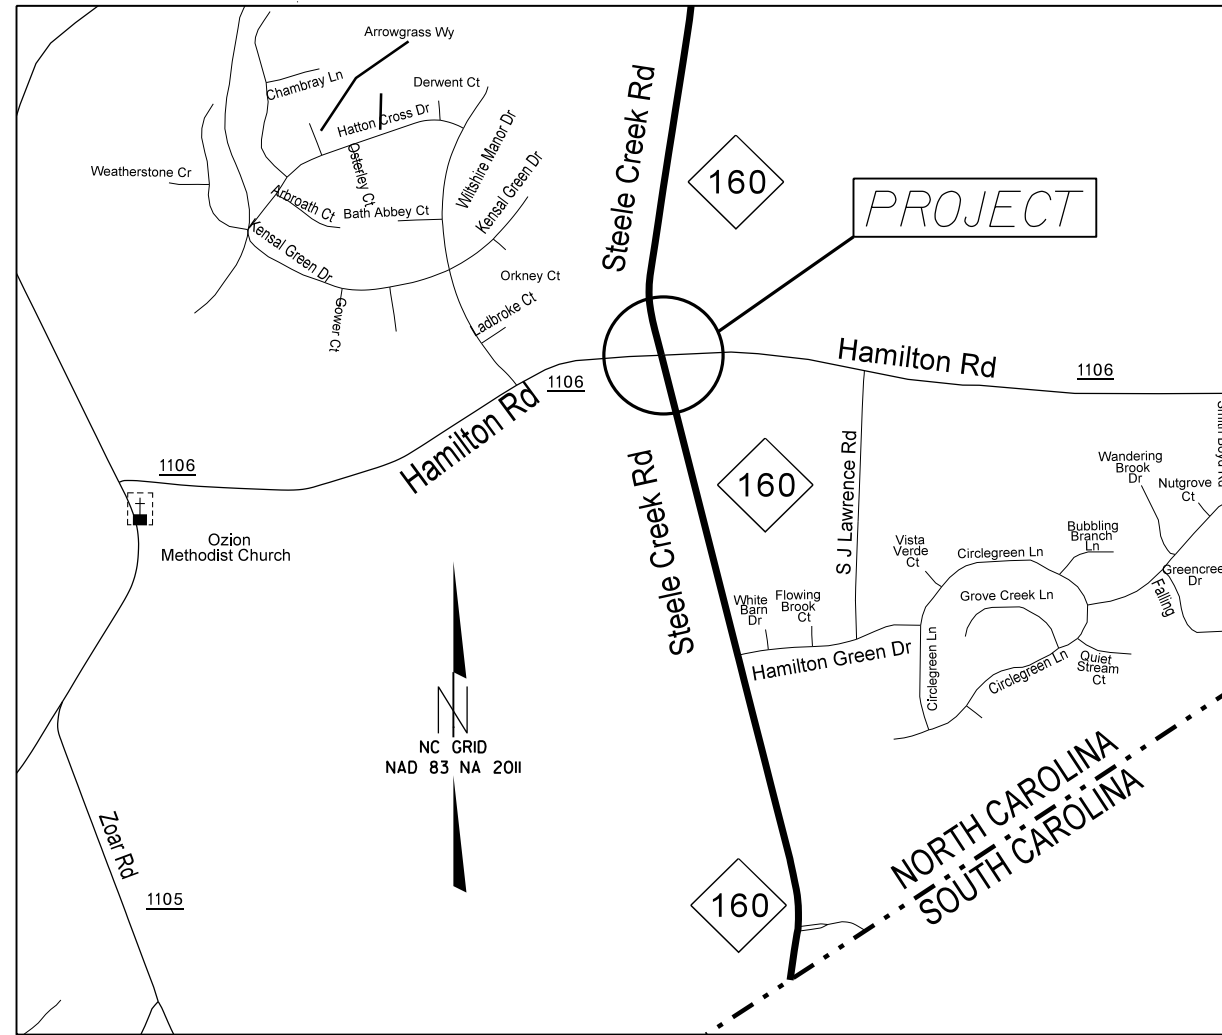 Arrowgrass Wy
Chambray Ln
Derwent Ct
Hatton Cross Dr
Wiltshire Manor Dr
Weatherstone Cr
Osterley Ct
Arbroath Ct
Bath Abbey Ct
Kensal Green Dr
Kensal Green Dr
Orkney Ct
Gower Ct
Ladbroke Ct
Steele Creek Rd
160
PROJECT
Hamilton Rd
1106
1106
Hamilton Rd
1106
Ozion
Methodist Church
Steele Creek Rd
160
S J Lawrence Rd
Wandering
Brook
Dr
Nutgrove
Ct
Vista
Verde
Ct
Circlegreen Ln
Bubbling
Branch
Ln
Grove Creek Ln
Dr
Falling
White
Barn
Dr
Flowing
Brook
Ct
Hamilton Green Dr
Circlegreen Ln
Circlegreen Ln
Quiet
Stream
Ct
N
NC GRID
NAD 83 NA 2011
NORTH CAROLINA
SOUTH CAROLINA
Zoar Rd
1105
160